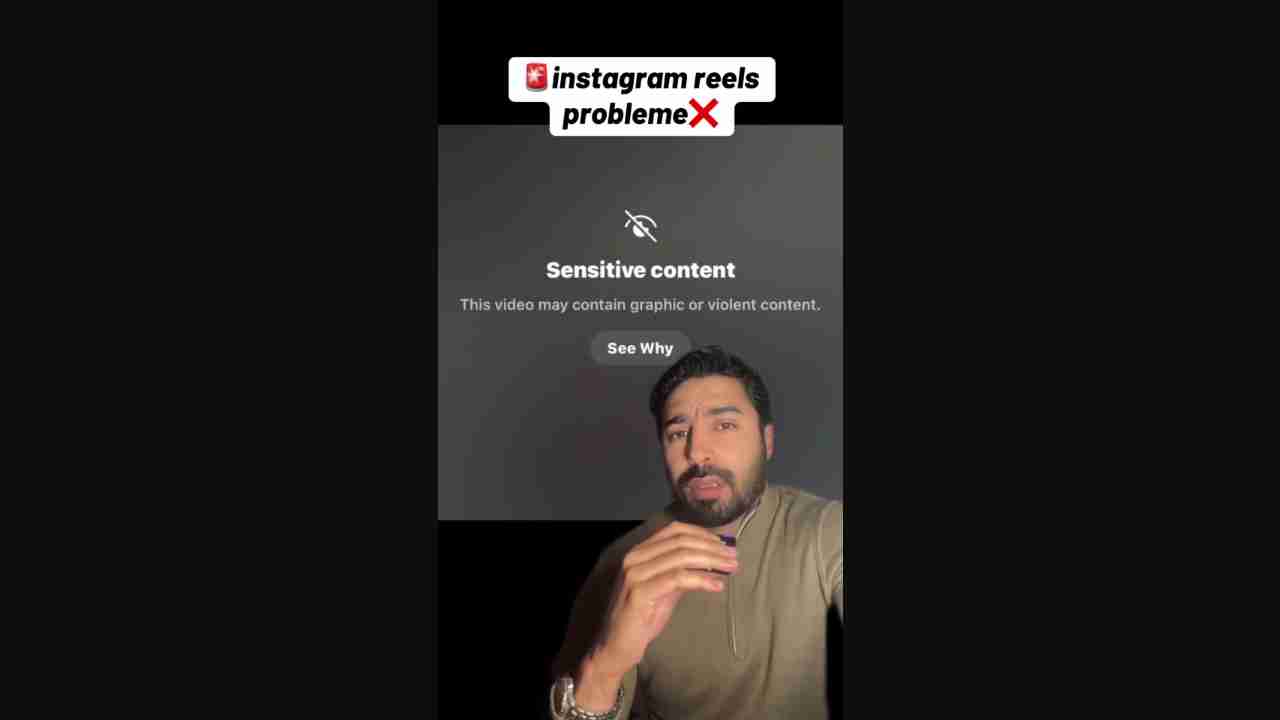 🚨instagram reels
probleme❌
Sensitive content
This video may contain graphic or violent content.
See Why